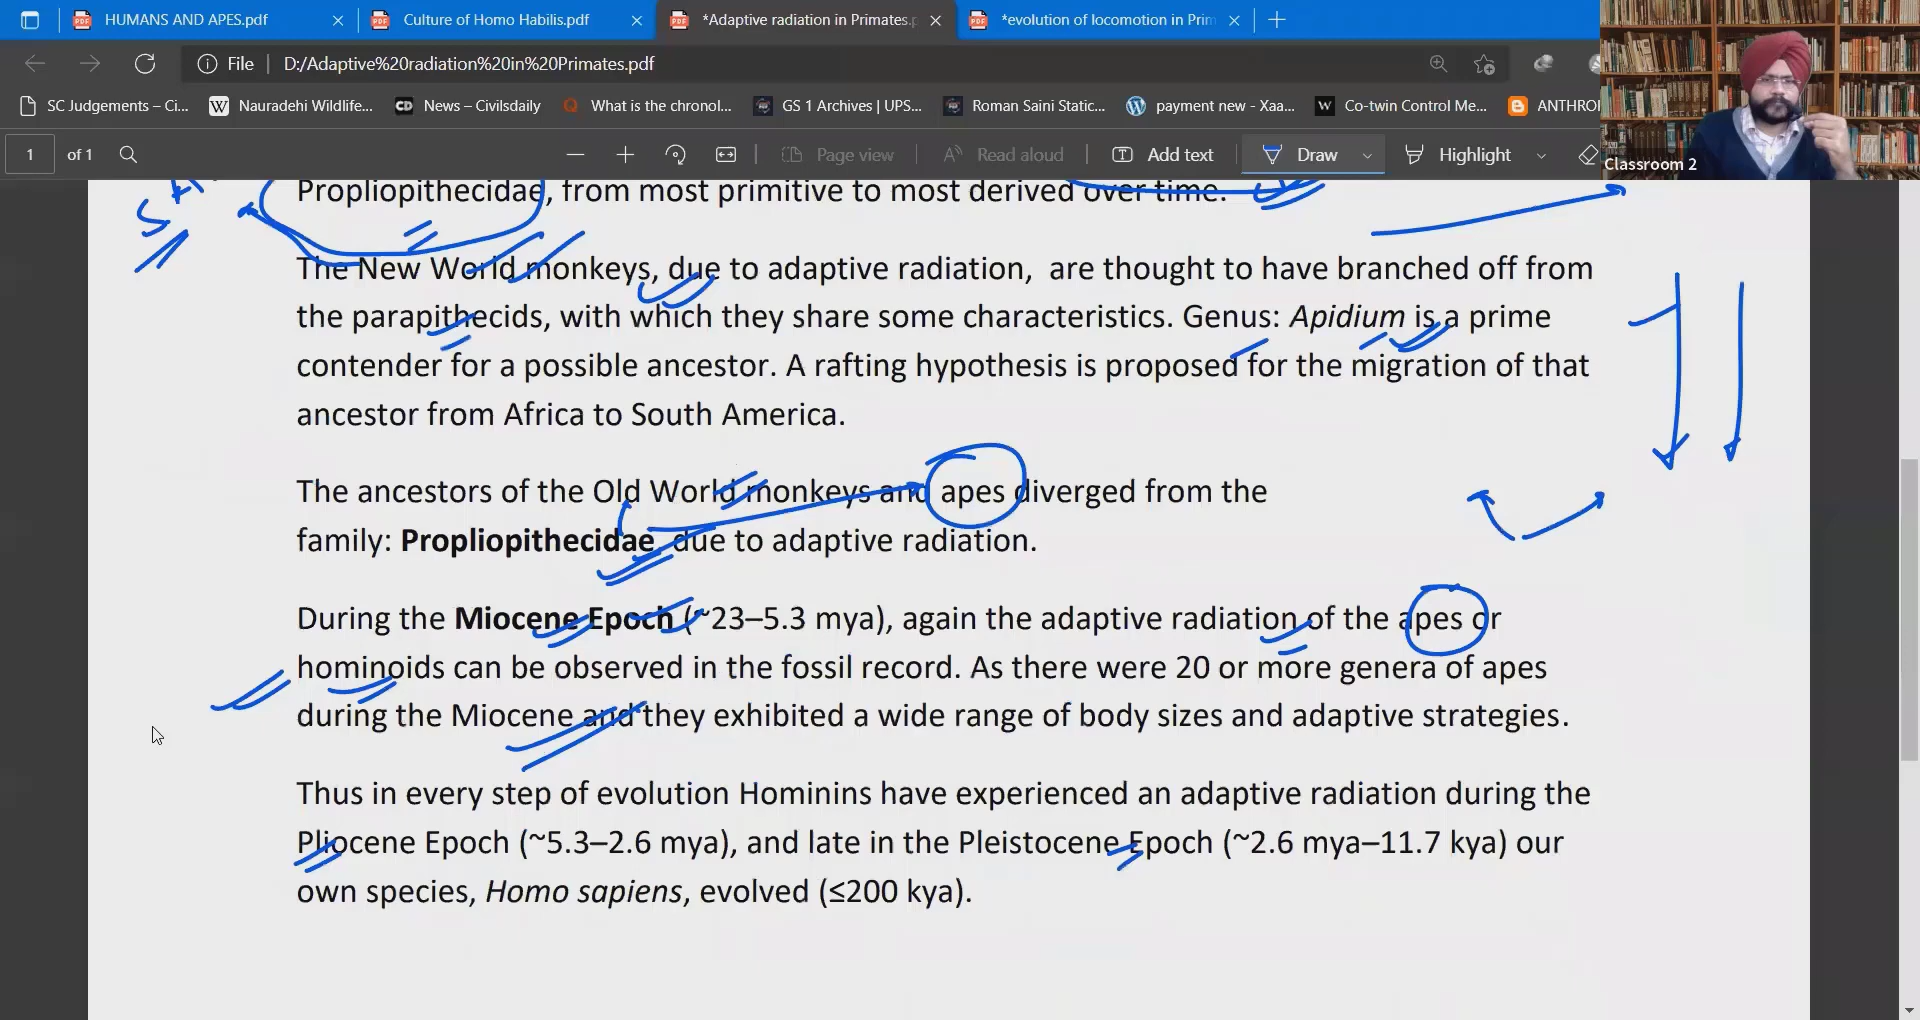 HUMANS AND APES.pdf
Culture of Homo Habilis.pdf
*Adaptive radiation in Primates.p
*evolution of locomotion in Prim
File
D:/Adaptive%20radiation%20in%20Primates.pdf
SC Judgements – Ci...
Nauradehi Wildlife...
News – Civilsdaily
What is the chronol...
GS 1 Archives | UPS...
Roman Saini Static...
payment new - Xaa...
Co-twin Control Me...
ANTHRO
1 of 1
Page view
Read aloud
Add text
Draw
Highlight
Classroom 2
Propliopithecidae, from most primitive to most derived over time.
The New World monkeys, due to adaptive radiation, are thought to have branched off from
the parapithecids, with which they share some characteristics. Genus: Apidium is a prime
contender for a possible ancestor. A rafting hypothesis is proposed for the migration of that
ancestor from Africa to South America.
The ancestors of the Old World monkeys and apes diverged from the
family: Propliopithecidae due to adaptive radiation.
During the Miocene Epoch (~23–5.3 mya), again the adaptive radiation of the apes or
hominoids can be observed in the fossil record. As there were 20 or more genera of apes
during the Miocene and they exhibited a wide range of body sizes and adaptive strategies.
Thus in every step of evolution Hominins have experienced an adaptive radiation during the
Pliocene Epoch (~5.3–2.6 mya), and late in the Pleistocene Epoch (~2.6 mya–11.7 kya) our
own species, Homo sapiens, evolved (≤200 kya).